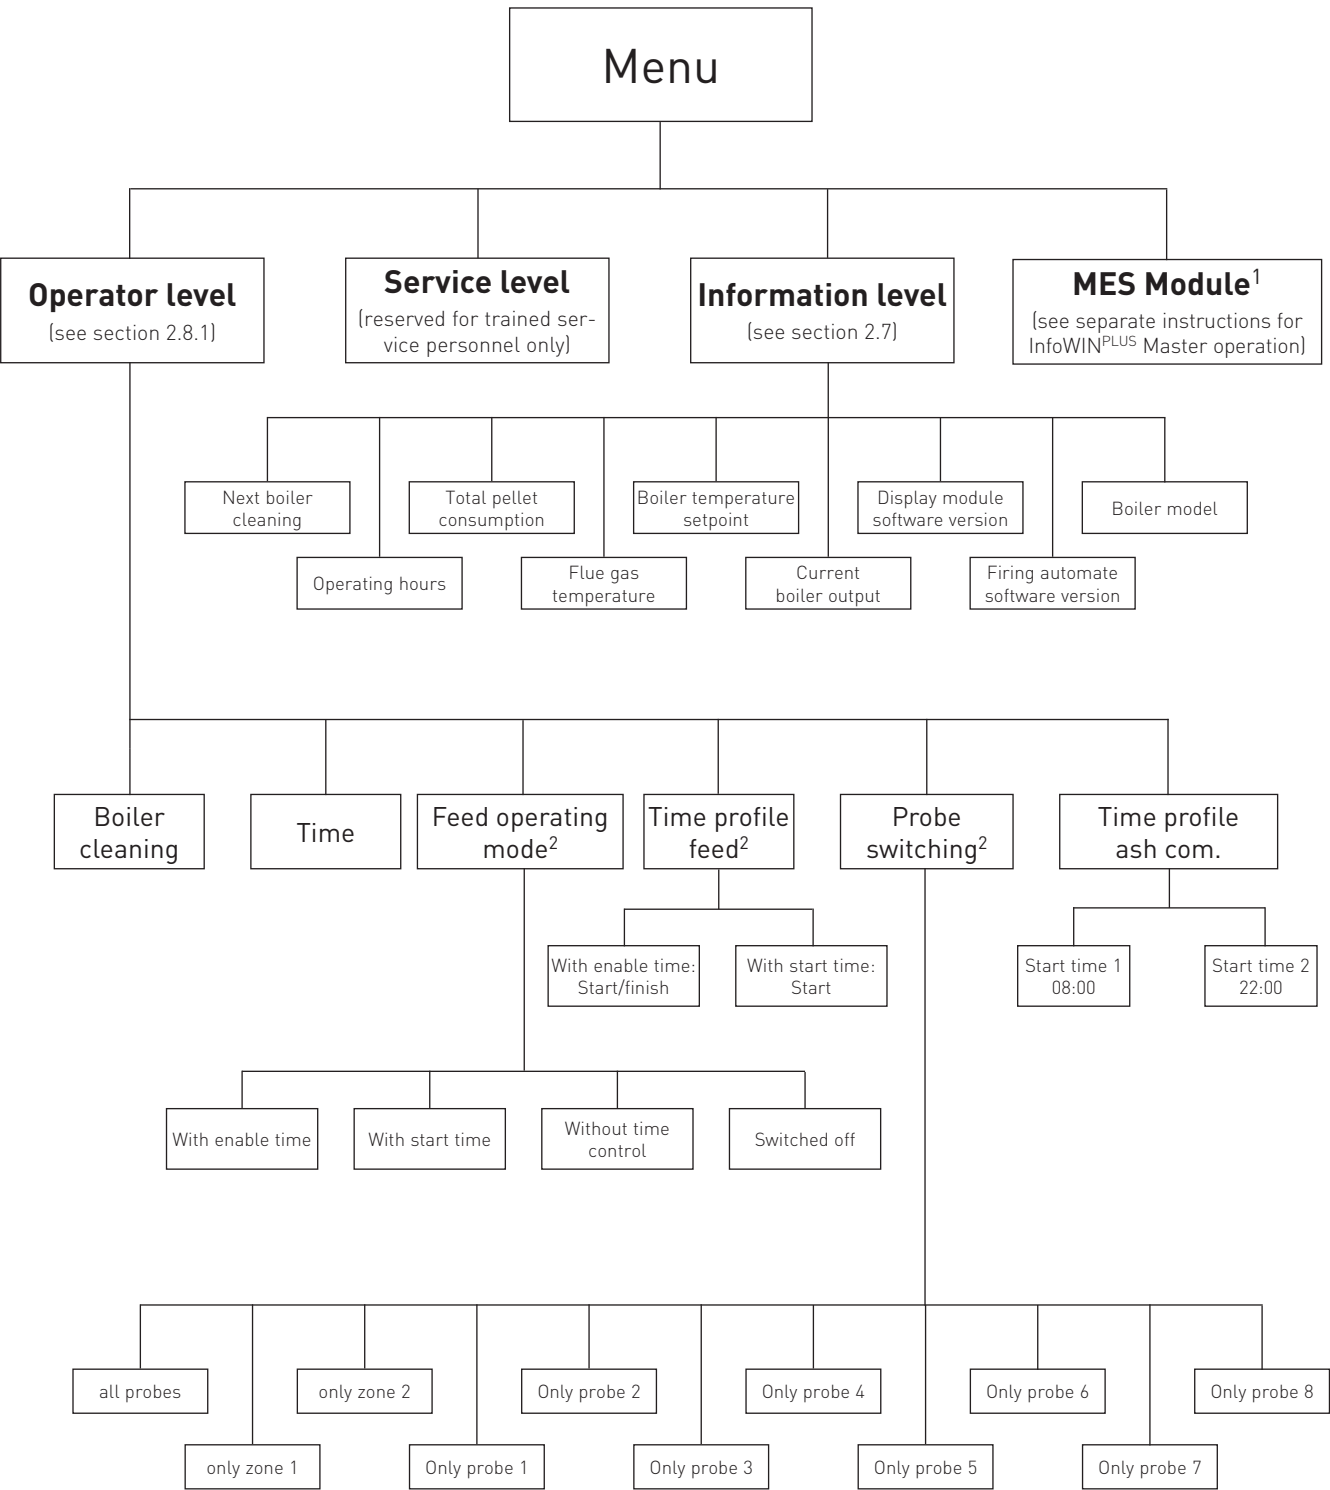 Menu
Operator level
(see section 2.8.1)
Service level
(reserved for trained ser-
vice personnel only)
Information level
(see section 2.7)
MES Module¹
(see separate instructions for
InfoWINPLUS Master operation)
Next boiler
cleaning
Total pellet
consumption
Boiler temperature
setpoint
Display module
software version
Boiler model
Operating hours
Flue gas
temperature
Current
boiler output
Firing automate
software version
Boiler
cleaning
Time
Feed operating
mode²
Time profile
feed²
Probe
switching²
Time profile
ash com.
With enable time:
Start/finish
With start time:
Start
Start time 1
08:00
Start time 2
22:00
With enable time
With start time
Without time
control
Switched off
all probes
only zone 2
Only probe 2
Only probe 4
Only probe 6
Only probe 8
only zone 1
Only probe 1
Only probe 3
Only probe 5
Only probe 7